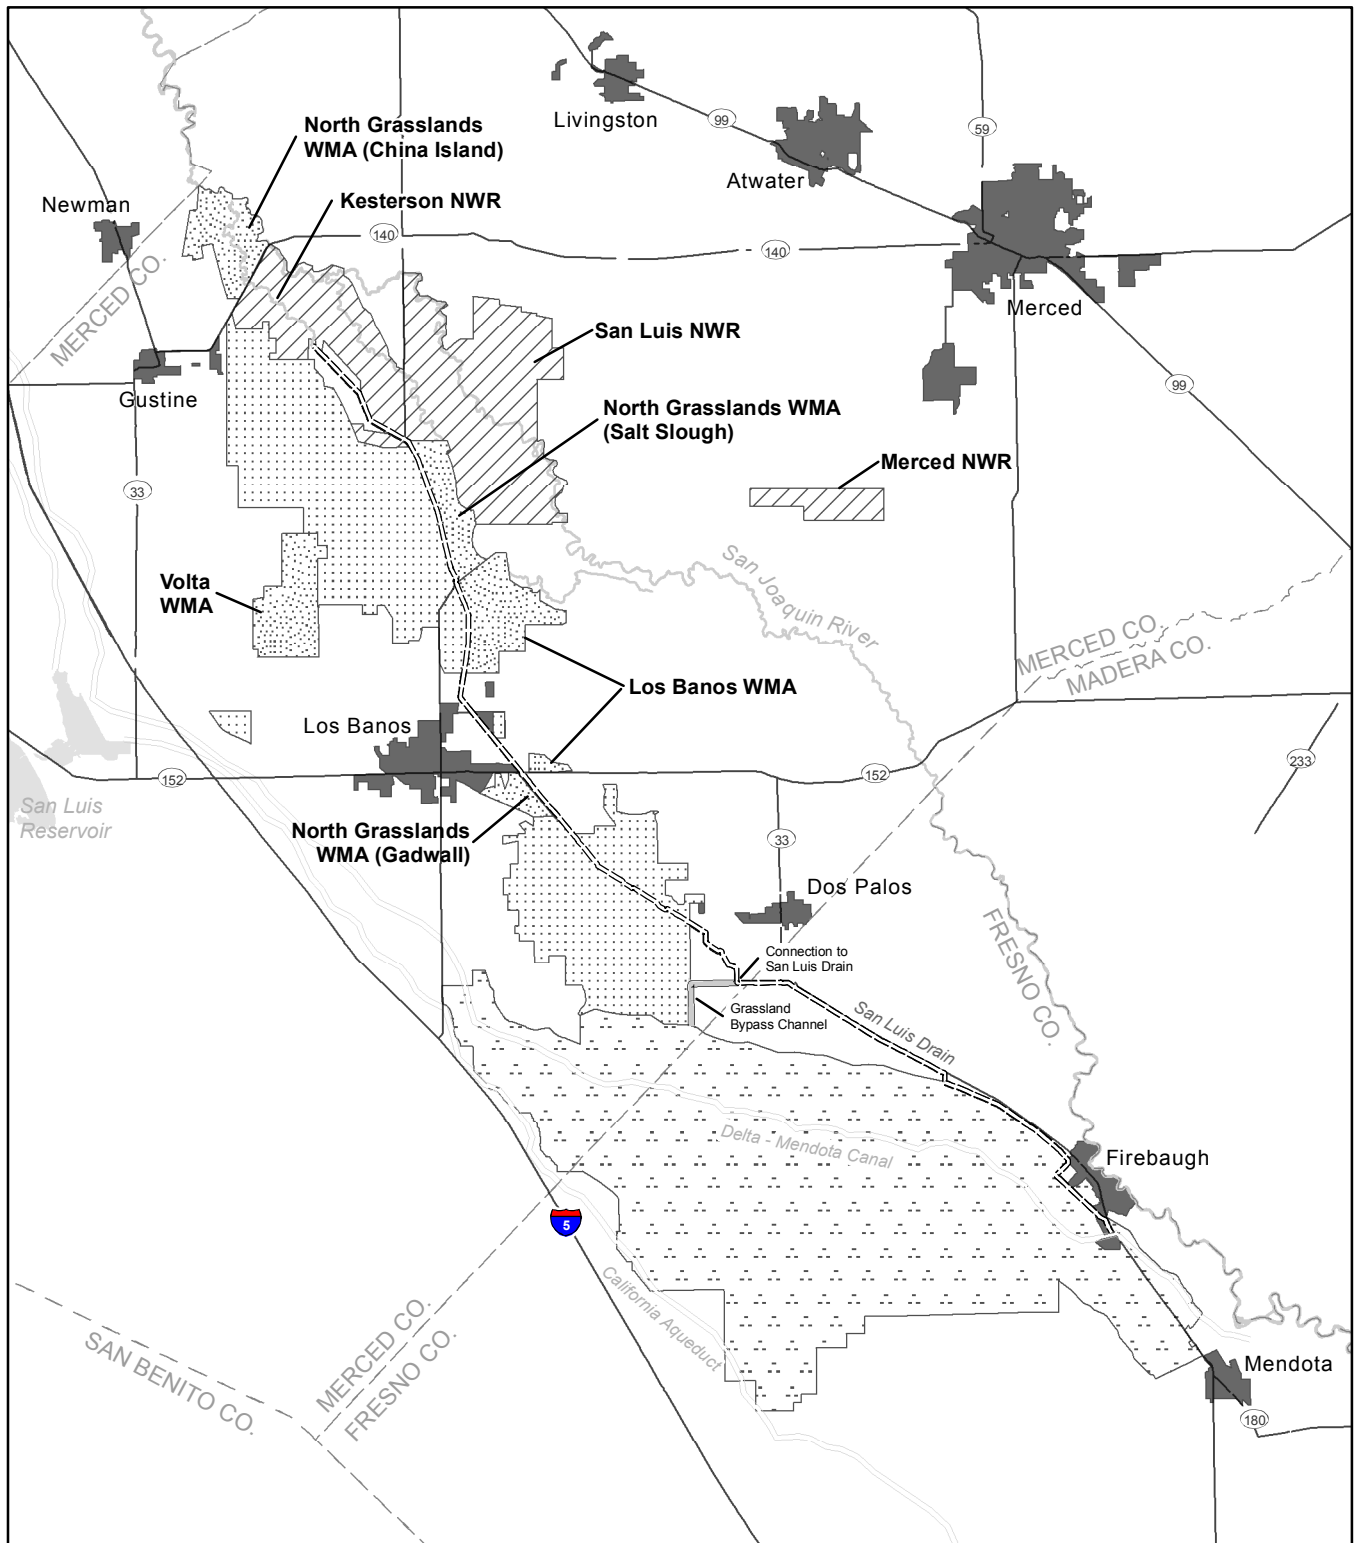 Livingston
99
59
North Grasslands
WMA (China Island)
Atwater
Kesterson NWR
Newman
140
140
MERCED CO.
Merced
San Luis NWR
99
Gustine
North Grasslands WMA
(Salt Slough)
Merced NWR
33
San Joaquin River
Volta
WMA
MERCED CO.
MADERA CO.
Los Banos WMA
Los Banos
233
152
152
San Luis
Reservoir
North Grasslands
WMA (Gadwall)
33
Dos Palos
FRESNO CO.
Connection to
San Luis Drain
Grassland
Bypass Channel
San Luis Drain
Delta - Mendota Canal
Firebaugh
5
California Aqueduct
MERCED CO.
FRESNO CO.
SAN BENITO CO.
Mendota
180